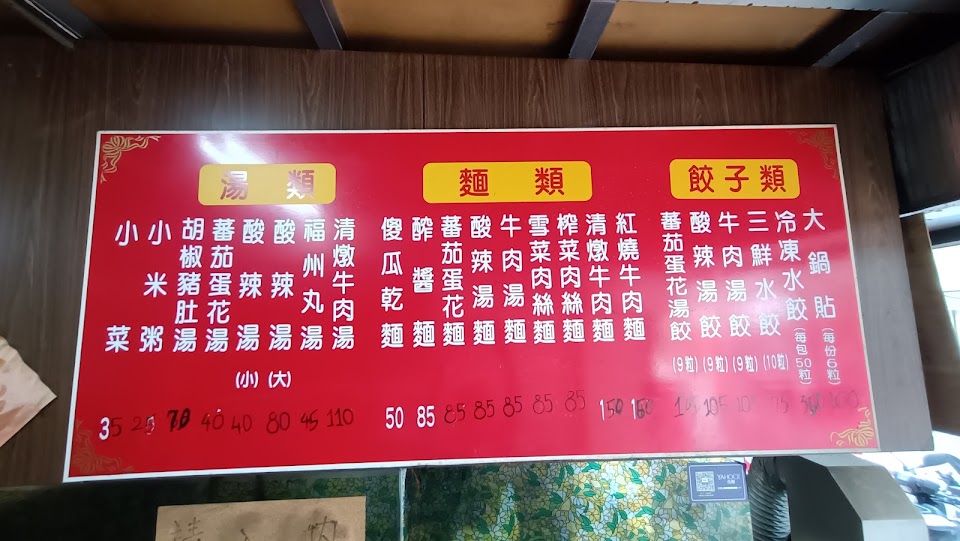 餃子類
大鍋貼(每份6粒)
冷凍水餃(每包50粒)
三鮮水餃(10粒)
牛肉湯餃(9粒)
酸辣湯餃(9粒)
蕃茄蛋花湯餃(9粒)
105 105
麵類
紅燒牛肉麵
清燉牛肉麵
榨菜肉絲麵
雪菜肉絲麵
牛肉湯麵
酸辣湯麵
蕃茄蛋花麵
醡醬麵
傻瓜乾麵
50 85 85 85 85 85 85 150 160
湯類
清燉牛肉湯
福州丸湯
酸辣湯(大)
酸辣湯(小)
蕃茄蛋花湯
胡椒豬肚湯
小米粥
小菜
35 25 70 40 40 80 45 110
YAHOO!